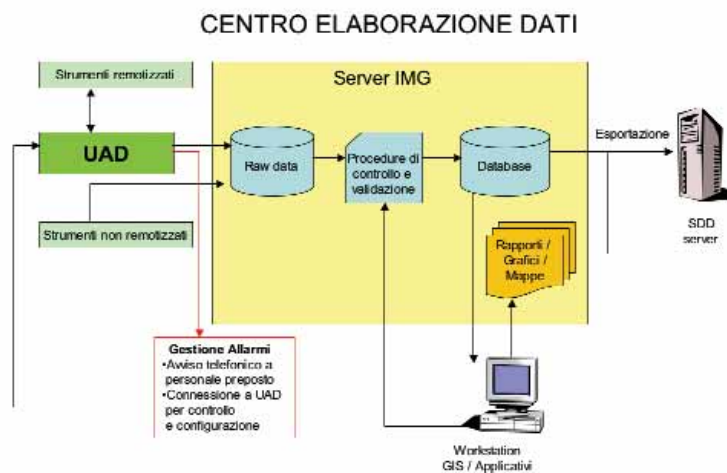 CENTRO ELABORAZIONE DATI
Strumenti remotizzati
Server IMG
UAD
Raw data
Procedure di
controllo e
validazione
Database
Esportazione
SDD
server
Strumenti non remotizzati
Rapporti /
Grafici /
Mappe
Gestione Allarmi
•Avviso telefonico a
personale preposto
•Connessione a UAD
per controllo
e configurazione
Workstation
GIS / Applicativi